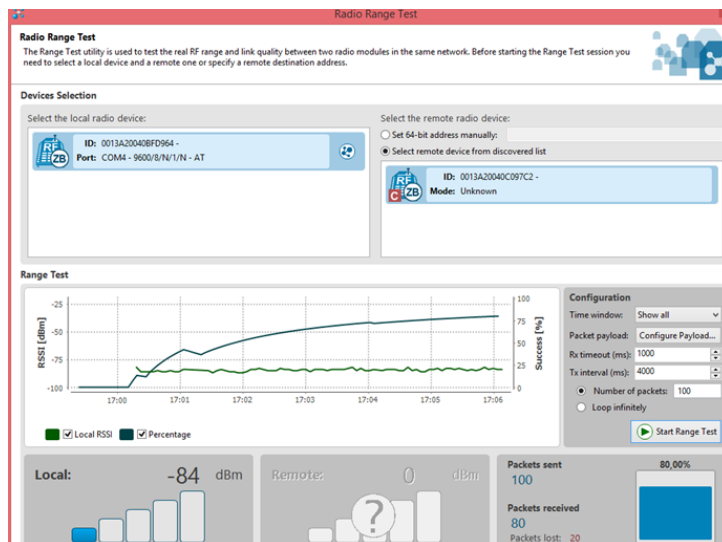 Radio Range Test
Radio Range Test
The Range Test utility is used to test the real RF range and link quality between two radio modules in the same network. Before starting the Range Test session you
need to select a local device and a remote one or specify a remote destination address.
Devices Selection
Select the local radio device:
RF
ZB
ID: 0013A20040BFD964 -
Port: COM4 - 9600/8/N/1/N - AT
Select the remote radio device:
Set 64-bit address manually:
Select remote device from discovered list
RF
C
ZB
ID: 0013A20040C097C2 -
Mode: Unknown
Range Test
RSSI [dBm]
-25
-50
-75
-100
17:00
17:01
17:02
17:03
17:04
17:05
17:06
100
75
50
25
0
Success [%]
Local RSSI
Percentage
Configuration
Time window: Show all
Packet payload: Configure Payload...
Rx timeout (ms): 1000
Tx interval (ms): 4000
Number of packets: 100
Loop infinitely
Start Range Test
Local: -84 dBm
Remote: 0 dBm
?
Packets sent
100
Packets received
80
Packets lost: 20
80,00%